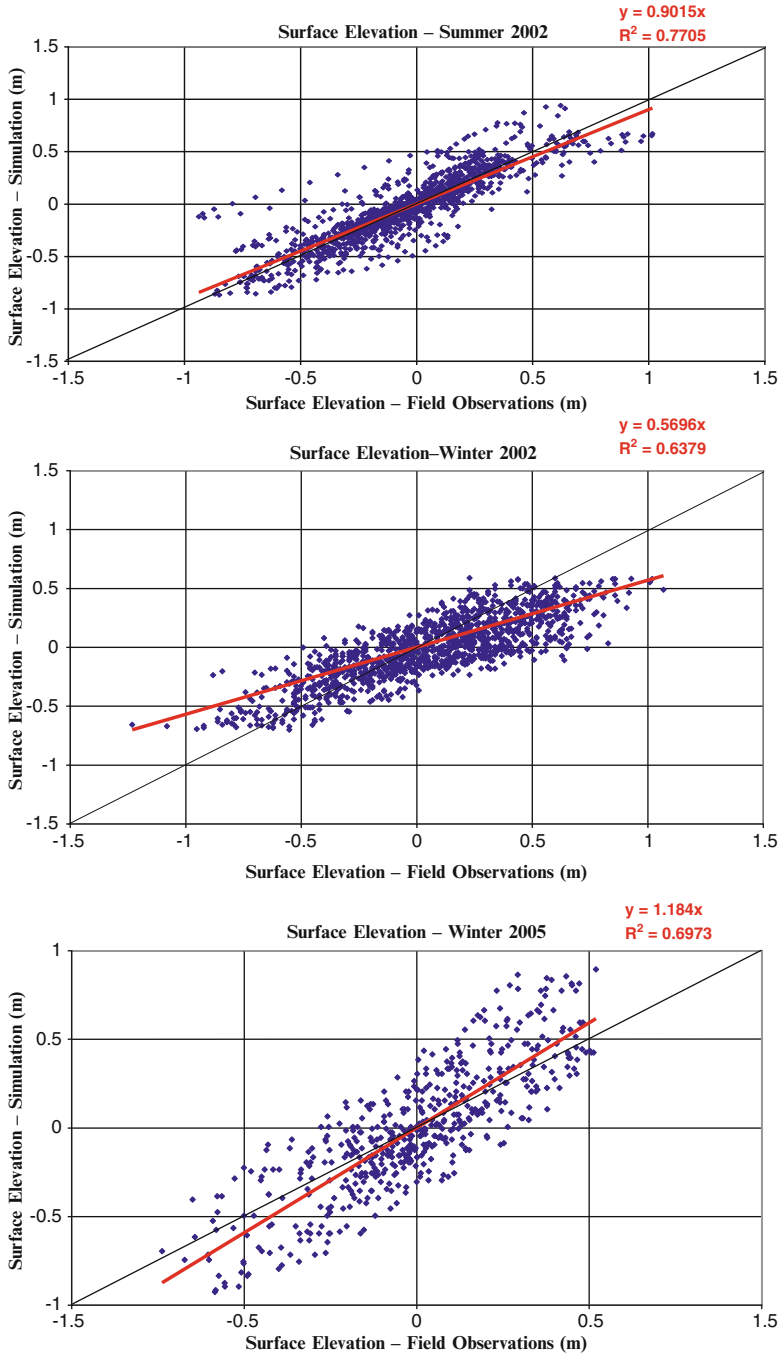 y = 0.9015x
R² = 0.7705
Surface Elevation – Summer 2002
Surface Elevation – Simulation (m)
1.5
1
0.5
0
-0.5
-1
-1.5
-1.5 -1 -0.5 0 0.5 1 1.5
Surface Elevation – Field Observations (m)
y = 0.5696x
R² = 0.6379
Surface Elevation–Winter 2002
Surface Elevation – Simulation (m)
1.5
1
0.5
0
-0.5
-1
-1.5
-1.5 -1 -0.5 0 0.5 1 1.5
Surface Elevation – Field Observations (m)
y = 1.184x
R² = 0.6973
Surface Elevation – Winter 2005
Surface Elevation – Simulation (m)
1
0.5
0
-0.5
-1
-1.5 -0.5 0 0.5 1.5
Surface Elevation – Field Observations (m)